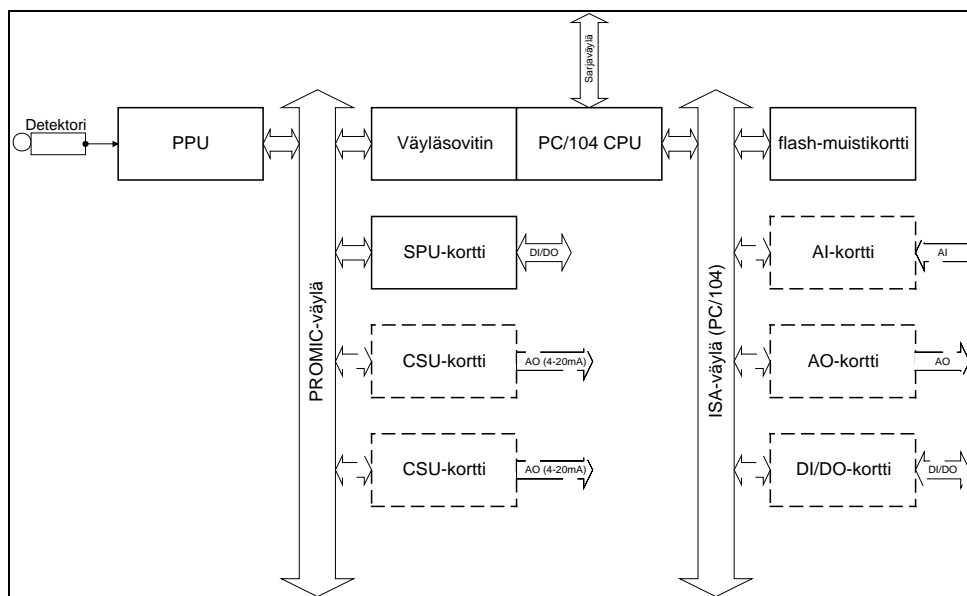 Sarjaväylä
Detektori
PPU
Väyläsovitin
PC/104 CPU
flash-muistikortti
PROMIC-väylä
ISA-väylä (PC/104)
SPU-kortti
DI/DO
AI-kortti
AI
CSU-kortti
AO (4-20mA)
AO-kortti
AO
CSU-kortti
AO (4-20mA)
DI/DO-kortti
DI/DO